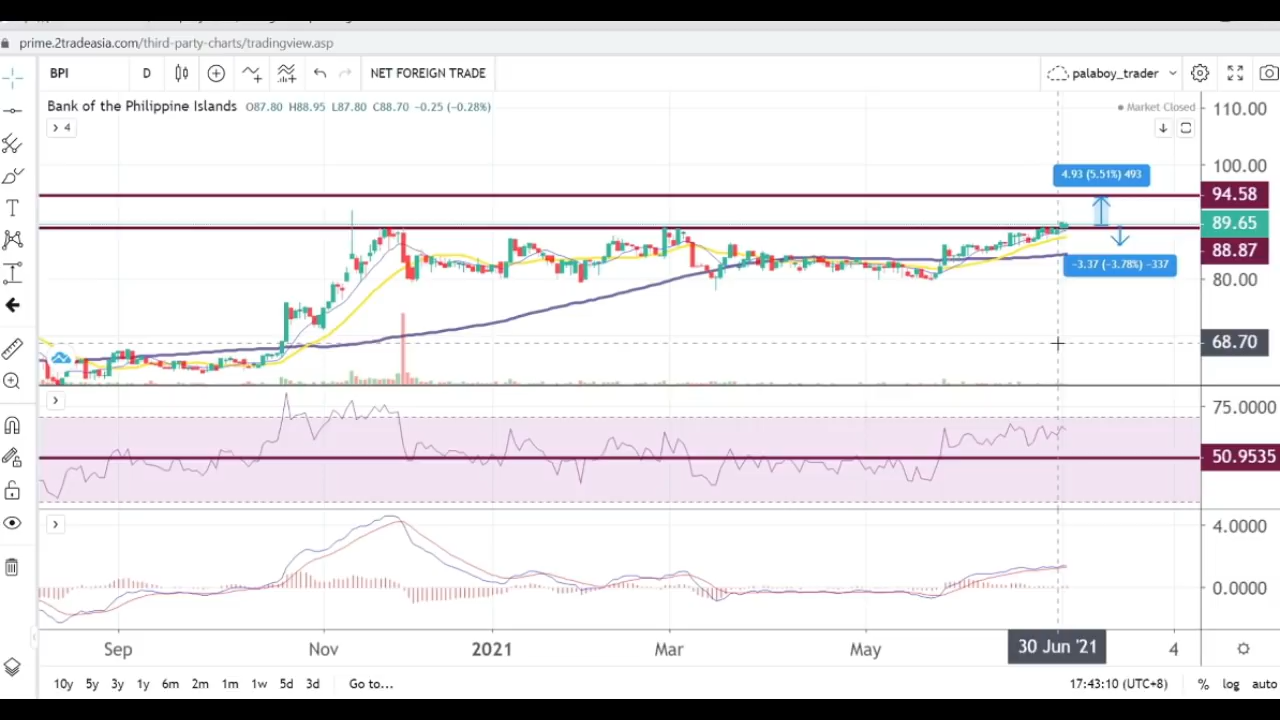 prime.2tradeasia.com/third-party-charts/tradingview.asp
BPI D NET FOREIGN TRADE palaboy_trader
Bank of the Philippine Islands O87.80 H88.95 L87.80 C88.70 −0.25 (−0.28%)
Market Closed
4
110.00
100.00
4.93 (5.51%) 493
94.58
89.65
88.87
-3.37 (-3.78%) -337
80.00
68.70
75.0000
50.9535
4.0000
0.0000
Sep Nov 2021 Mar May 30 Jun '21 4
10y 5y 3y 1y 6m 2m 1m 1w 5d 3d Go to... 17:43:10 (UTC+8) % log auto